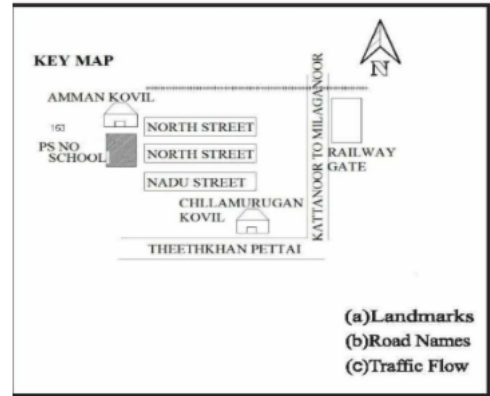 N
KEY MAP
AMMAN KOVIL
163
PS NO
SCHOOL
NORTH STREET
NORTH STREET
NADU STREET
CHLLAMURUGAN
KOVIL
THEETHKHAN PETTAI
KATTANOOR TO MILAGANOOR
RAILWAY
GATE
(a)Landmarks
(b)Road Names
(c)Traffic Flow